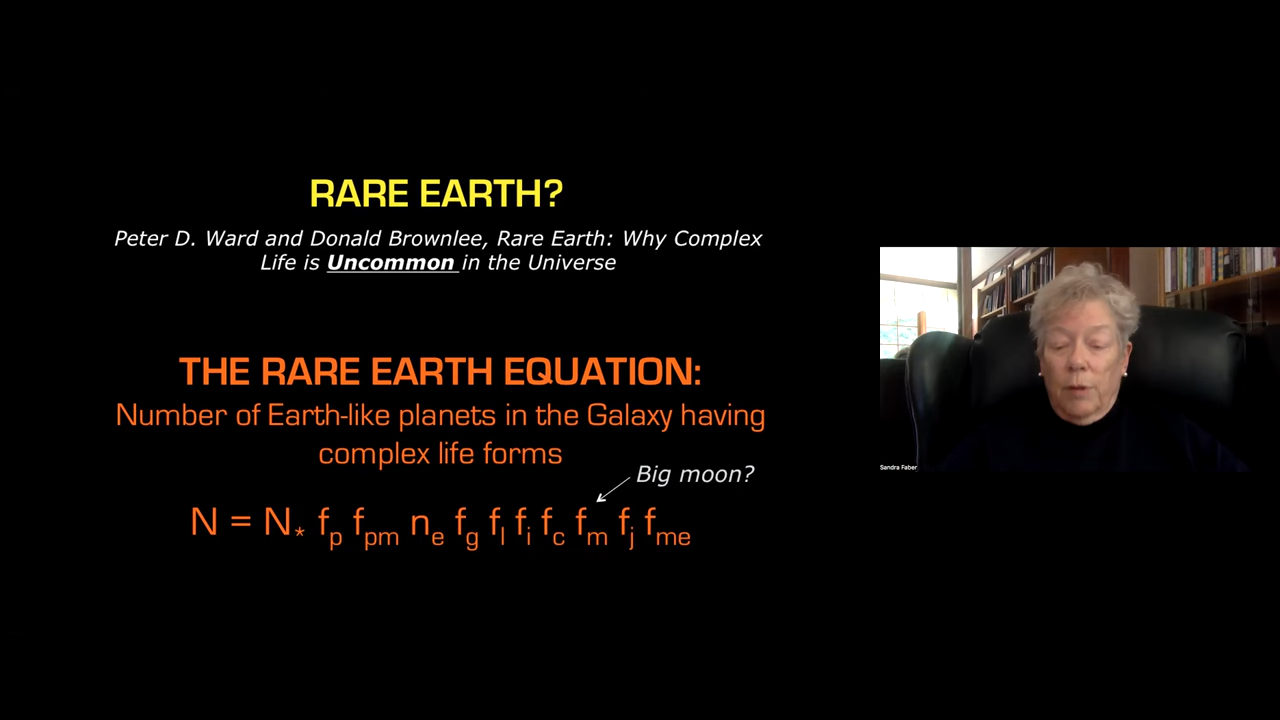 RARE EARTH?
Peter D. Ward and Donald Brownlee, Rare Earth: Why Complex
Life is Uncommon in the Universe
THE RARE EARTH EQUATION:
Number of Earth-like planets in the Galaxy having
complex life forms
Big moon?
N = N* fp fpm ne fg fl fi fc fm fj fme
Sandra Faber